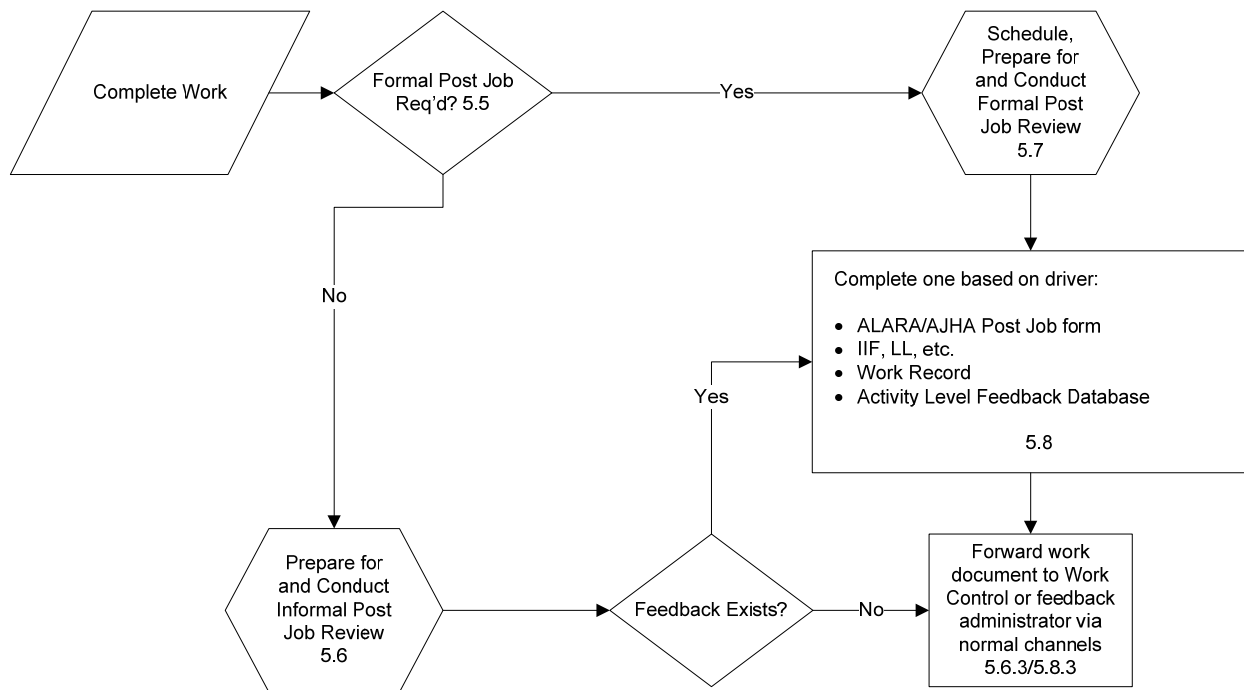 Complete Work
Formal Post Job
Req'd? 5.5
Yes
Schedule,
Prepare for
and Conduct
Formal Post
Job Review
5.7
No
Complete one based on driver:
• ALARA/AJHA Post Job form
• IIF, LL, etc.
• Work Record
• Activity Level Feedback Database
5.8
Yes
Prepare for
and Conduct
Informal Post
Job Review
5.6
Feedback Exists?
No
Forward work
document to Work
Control or feedback
administrator via
normal channels
5.6.3/5.8.3